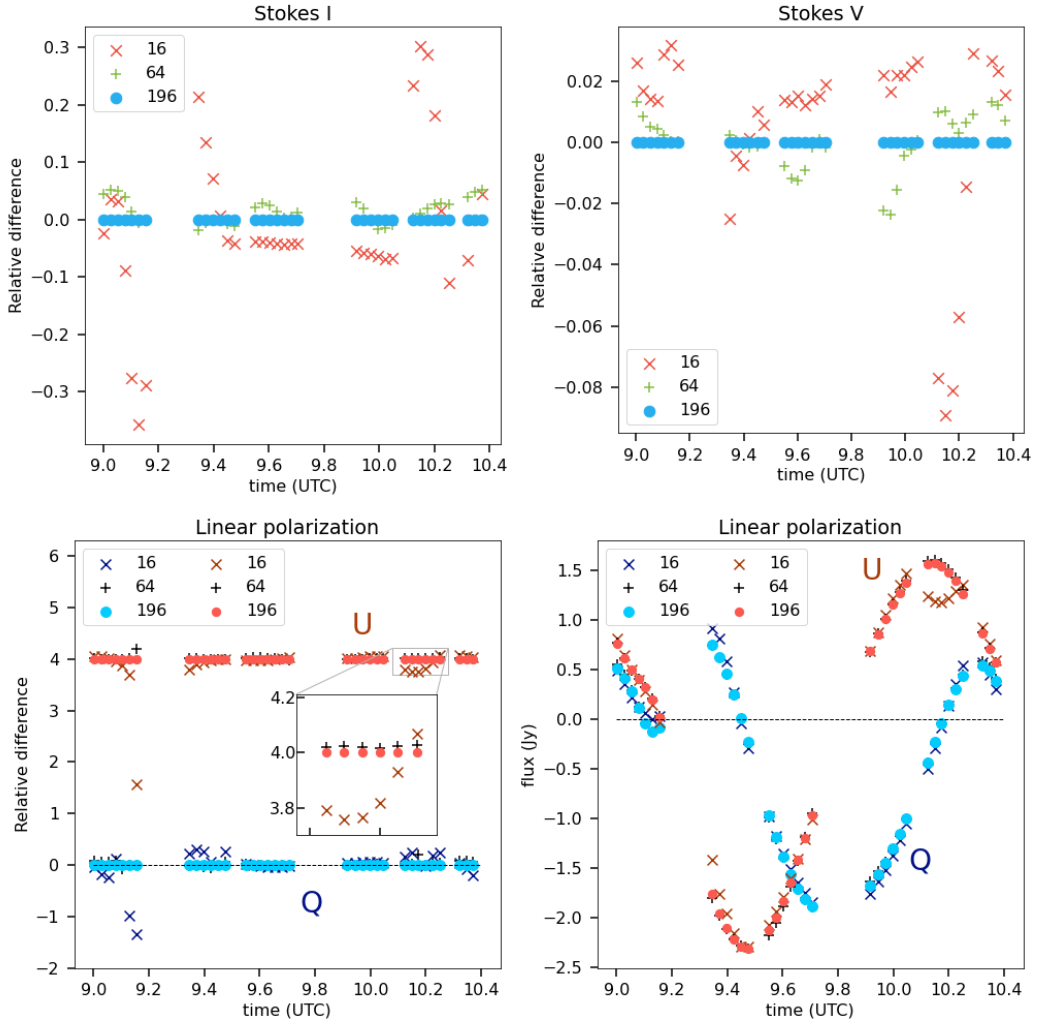 Stokes I
16
64
196
0.3
0.2
0.1
0.0
−0.1
−0.2
−0.3
Relative difference
9.0 9.2 9.4 9.6 9.8 10.0 10.2 10.4
time (UTC)
Stokes V
0.02
0.00
−0.02
−0.04
−0.06
−0.08
Relative difference
16
64
196
9.0 9.2 9.4 9.6 9.8 10.0 10.2 10.4
time (UTC)
Linear polarization
16 16
64 64
196 196
6
5
4
3
2
1
0
−1
−2
Relative difference
U
4.2
4.0
3.8
Q
9.0 9.2 9.4 9.6 9.8 10.0 10.2 10.4
time (UTC)
Linear polarization
16 16
64 64
196 196
1.5
1.0
0.5
0.0
−0.5
−1.0
−1.5
−2.0
−2.5
flux (Jy)
U
Q
9.0 9.2 9.4 9.6 9.8 10.0 10.2 10.4
time (UTC)